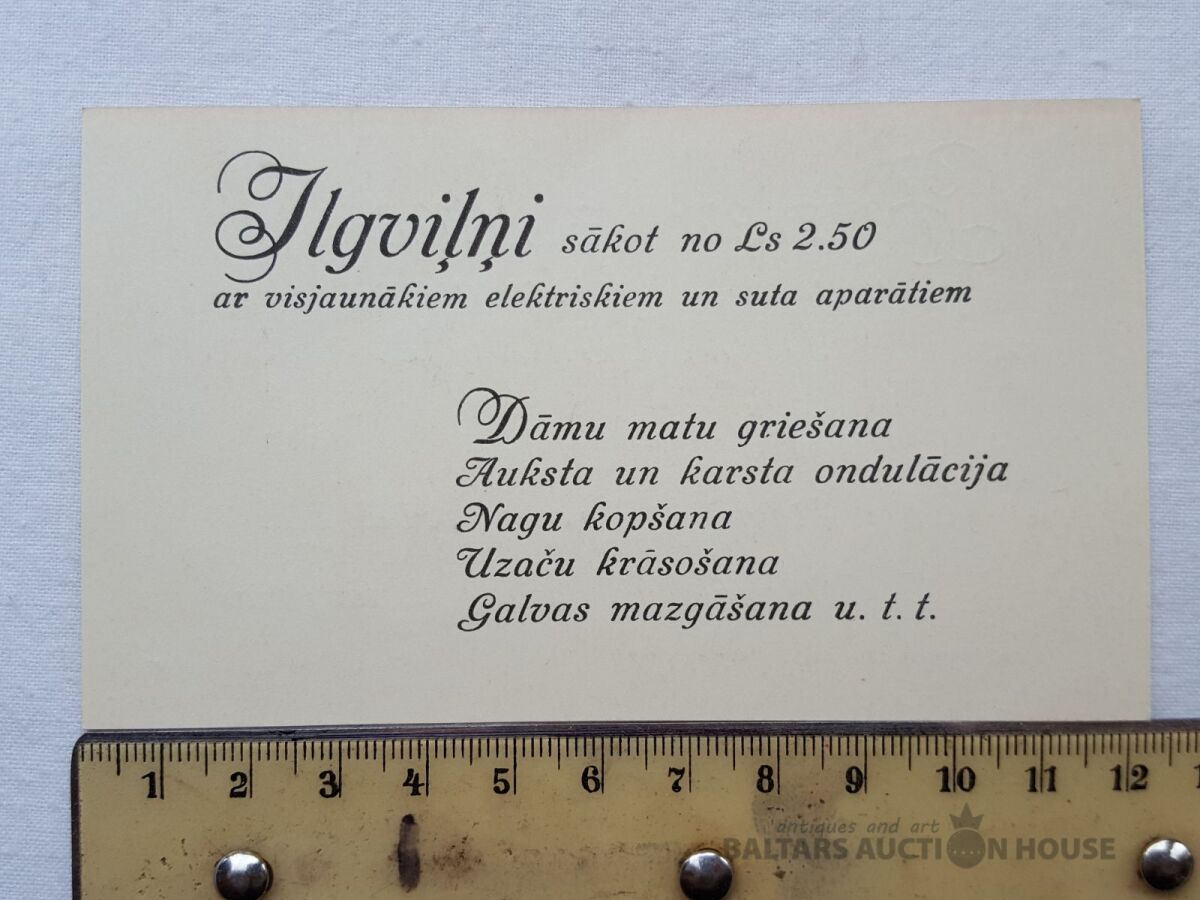 Ilgviļņi sākot no Ls 2.50
ar visjaunākiem elektriskiem un suta aparātiem
Dāmu matu griešana
Auksta un karsta ondulācija
Nagu kopšana
Uzaču krāsošana
Galvas mazgāšana u. t. t.
1 2 3 4 5 6 7 8 9 10 11 12
antiques and art
BALTARS AUCTION HOUSE